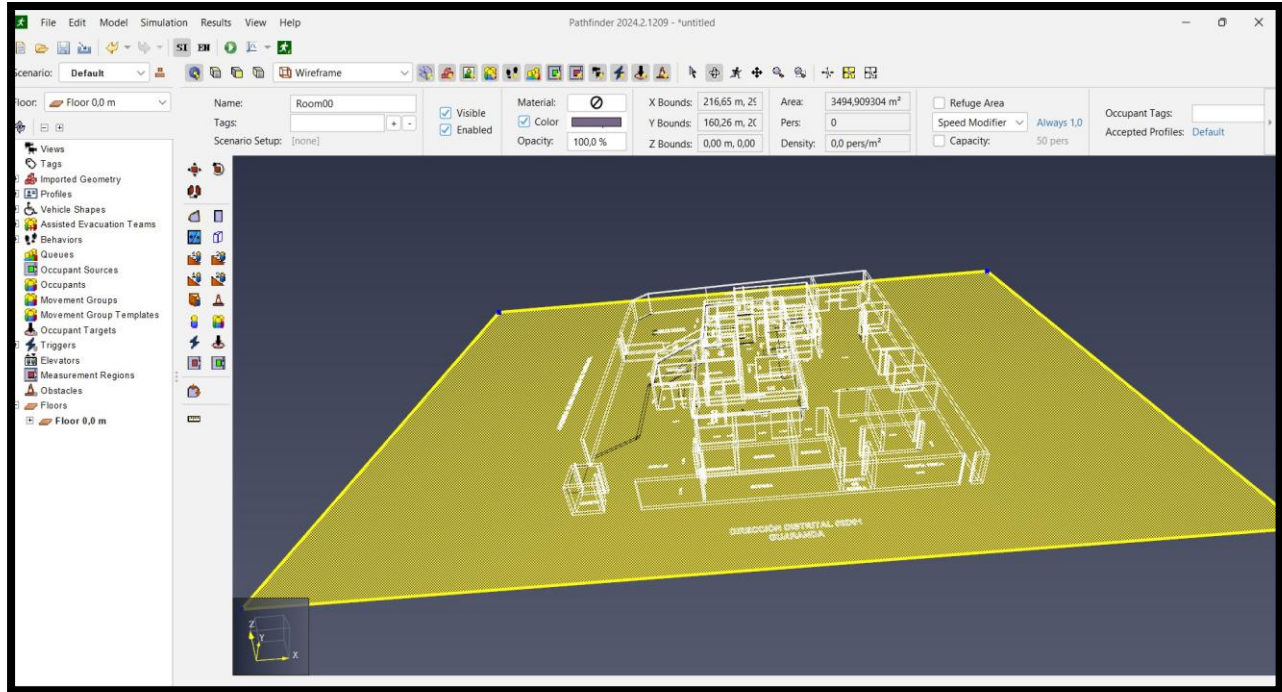 File Edit Model Simulation Results View Help Pathfinder 2024.2.1209 - *untitled
SI EN
Scenario: Default Wireframe
Floor: Floor 0,0 m
Name: Room00
Tags: + -
Scenario Setup: [none]
Visible
Enabled
Material:
Color
Opacity: 100,0 %
X Bounds: 216,65 m, 25
Y Bounds: 160,26 m, 20
Z Bounds: 0,00 m, 0,00
Area: 3494,909304 m²
Pers: 0
Density: 0,0 pers/m²
Refuge Area
Speed Modifier Always 1,0
Capacity: 50 pers
Occupant Tags:
Accepted Profiles: Default
Views
Tags
Imported Geometry
Profiles
Vehicle Shapes
Assisted Evacuation Teams
Behaviors
Queues
Occupant Sources
Occupants
Movement Groups
Movement Group Templates
Occupant Targets
Triggers
Elevators
Measurement Regions
Obstacles
Floors
Floor 0,0 m
DIRECCIÓN DISTRITAL
GUARANDA
Z
Y
X